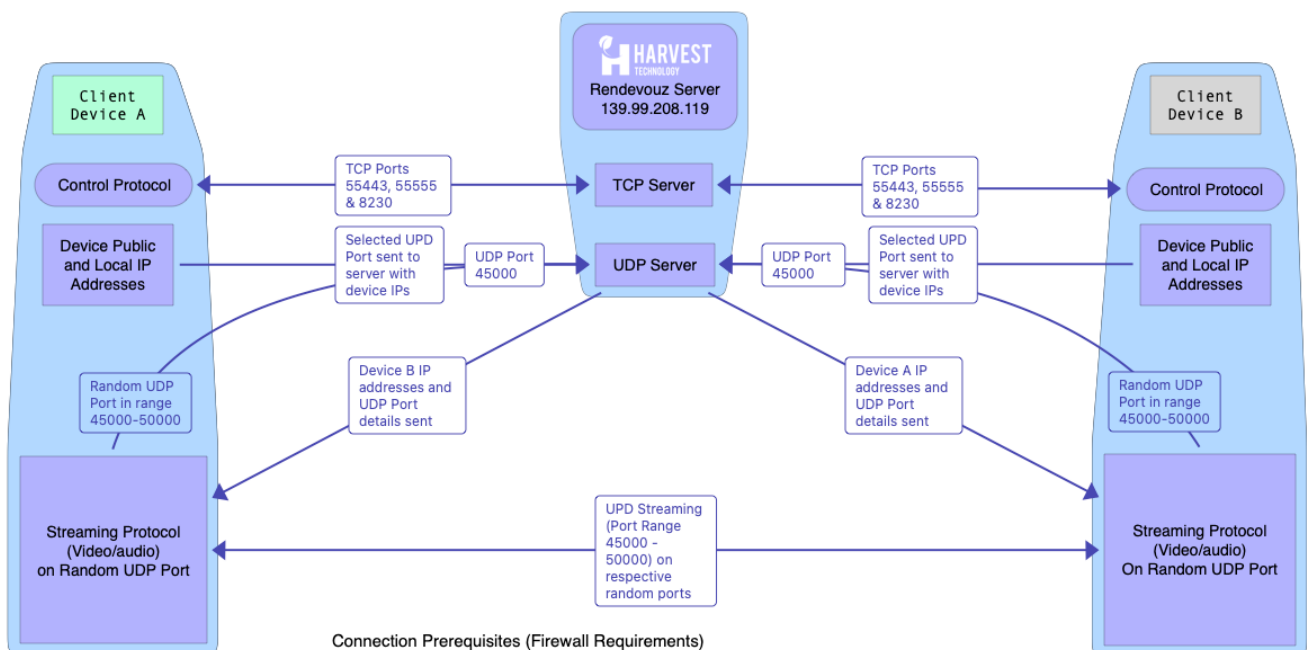 HARVEST
TECHNOLOGY
Rendevouz Server
139.99.208.119
Client
Device A
Client
Device B
Control Protocol
TCP Ports
55443, 55555
& 8230
TCP Server
TCP Ports
55443, 55555
& 8230
Control Protocol
Device Public
and Local IP
Addresses
Selected UPD
Port sent to
server with
device IPs
UDP Port
45000
UDP Server
UDP Port
45000
Selected UPD
Port sent to
server with
device IPs
Device Public
and Local IP
Addresses
Random UDP
Port in range
45000-50000
Device B IP
addresses and
UDP Port
details sent
Device A IP
addresses and
UDP Port
details sent
Random UDP
Port in range
45000-50000
Streaming Protocol
(Video/audio)
on Random UDP Port
UPD Streaming
(Port Range
45000 -
50000) on
respective
random ports
Streaming Protocol
(Video/audio)
On Random UDP Port
Connection Prerequisites (Firewall Requirements)